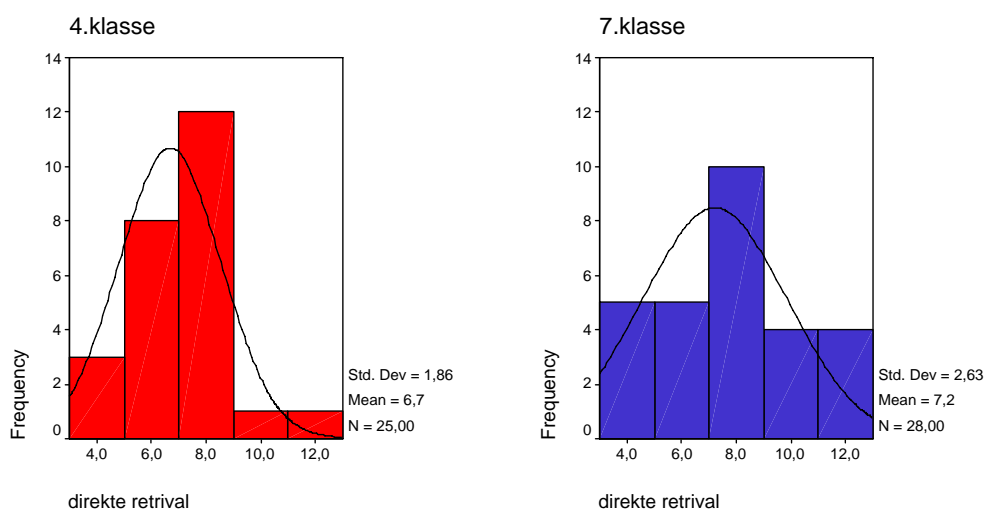 4.klasse
14
12
10
8
6
4
2
0
Frequency
4,0 6,0 8,0 10,0 12,0
direkte retrival
Std. Dev = 1,86
Mean = 6,7
N = 25,00
7.klasse
14
12
10
8
6
4
2
0
Frequency
4,0 6,0 8,0 10,0 12,0
direkte retrival
Std. Dev = 2,63
Mean = 7,2
N = 28,00